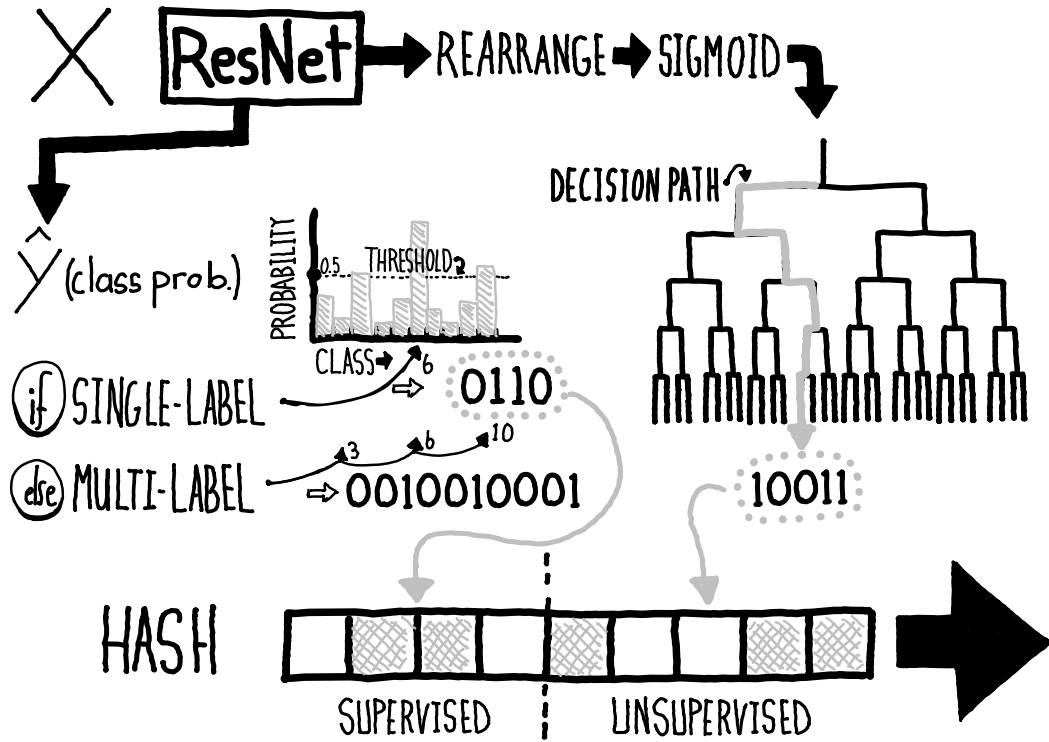 X ResNet REARRANGE SIGMOID
DECISION PATH
Ŷ (class prob.)
PROBABILITY
0.5 THRESHOLD
CLASS 6
if SINGLE-LABEL 0110
3 6 10
else MULTI-LABEL 0010010001
10011
HASH
SUPERVISED UNSUPERVISED